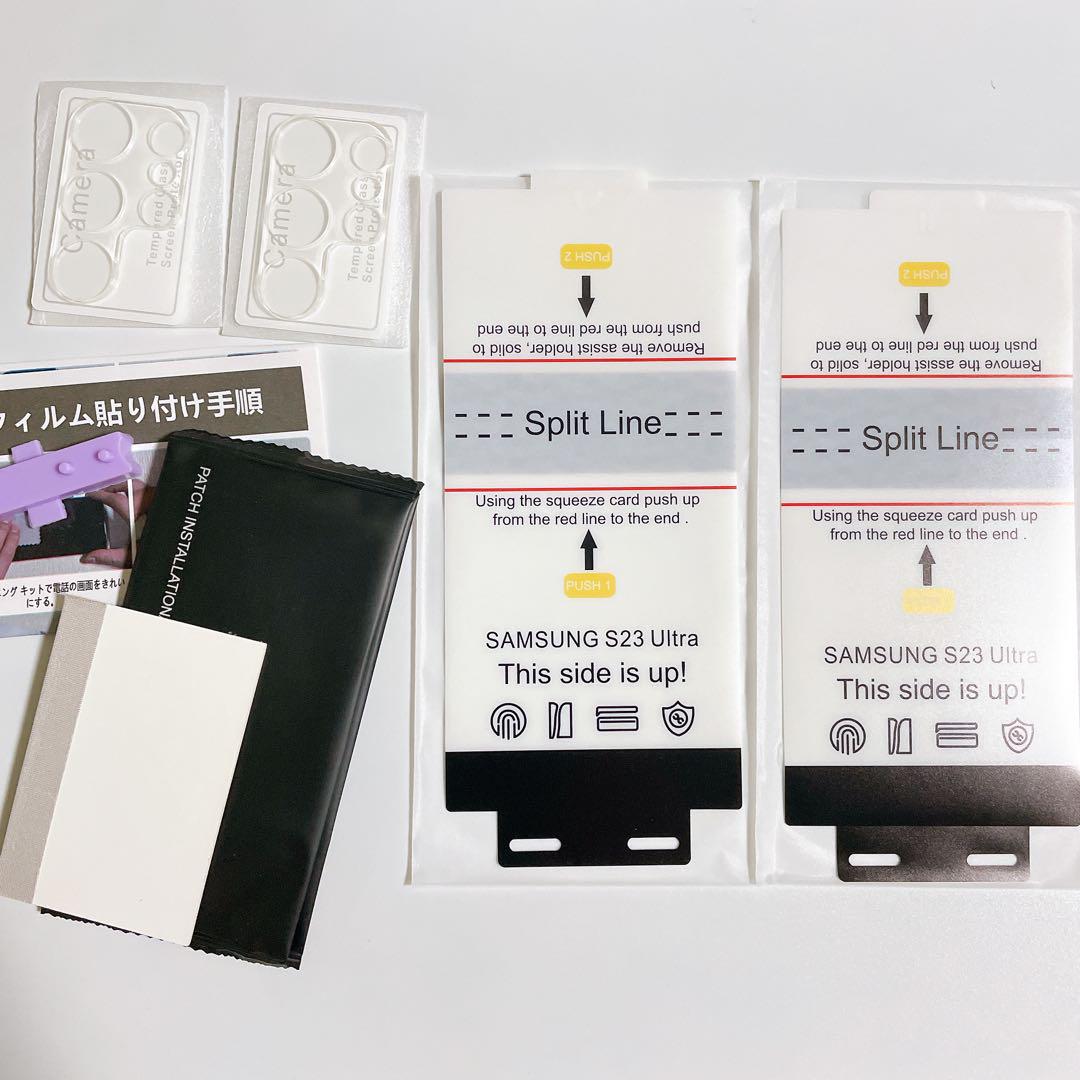 Camera
Tempered Glass
Screen Protector
Camera
Tempered Glass
Screen Protector
フィルム貼り付け手順
ング キットで電話の画面をきれい
にする。
PATCH INSTALLATION
PUSH 2
Remove the assist holder, solid to
push from the red line to the end
Split Line
Using the squeeze card push up
from the red line to the end .
PUSH 1
SAMSUNG S23 Ultra
This side is up!
PUSH 2
Remove the assist holder, solid to
push from the red line to the end
Split Line
Using the squeeze card push up
from the red line to the end .
SAMSUNG S23 Ultra
This side is up!